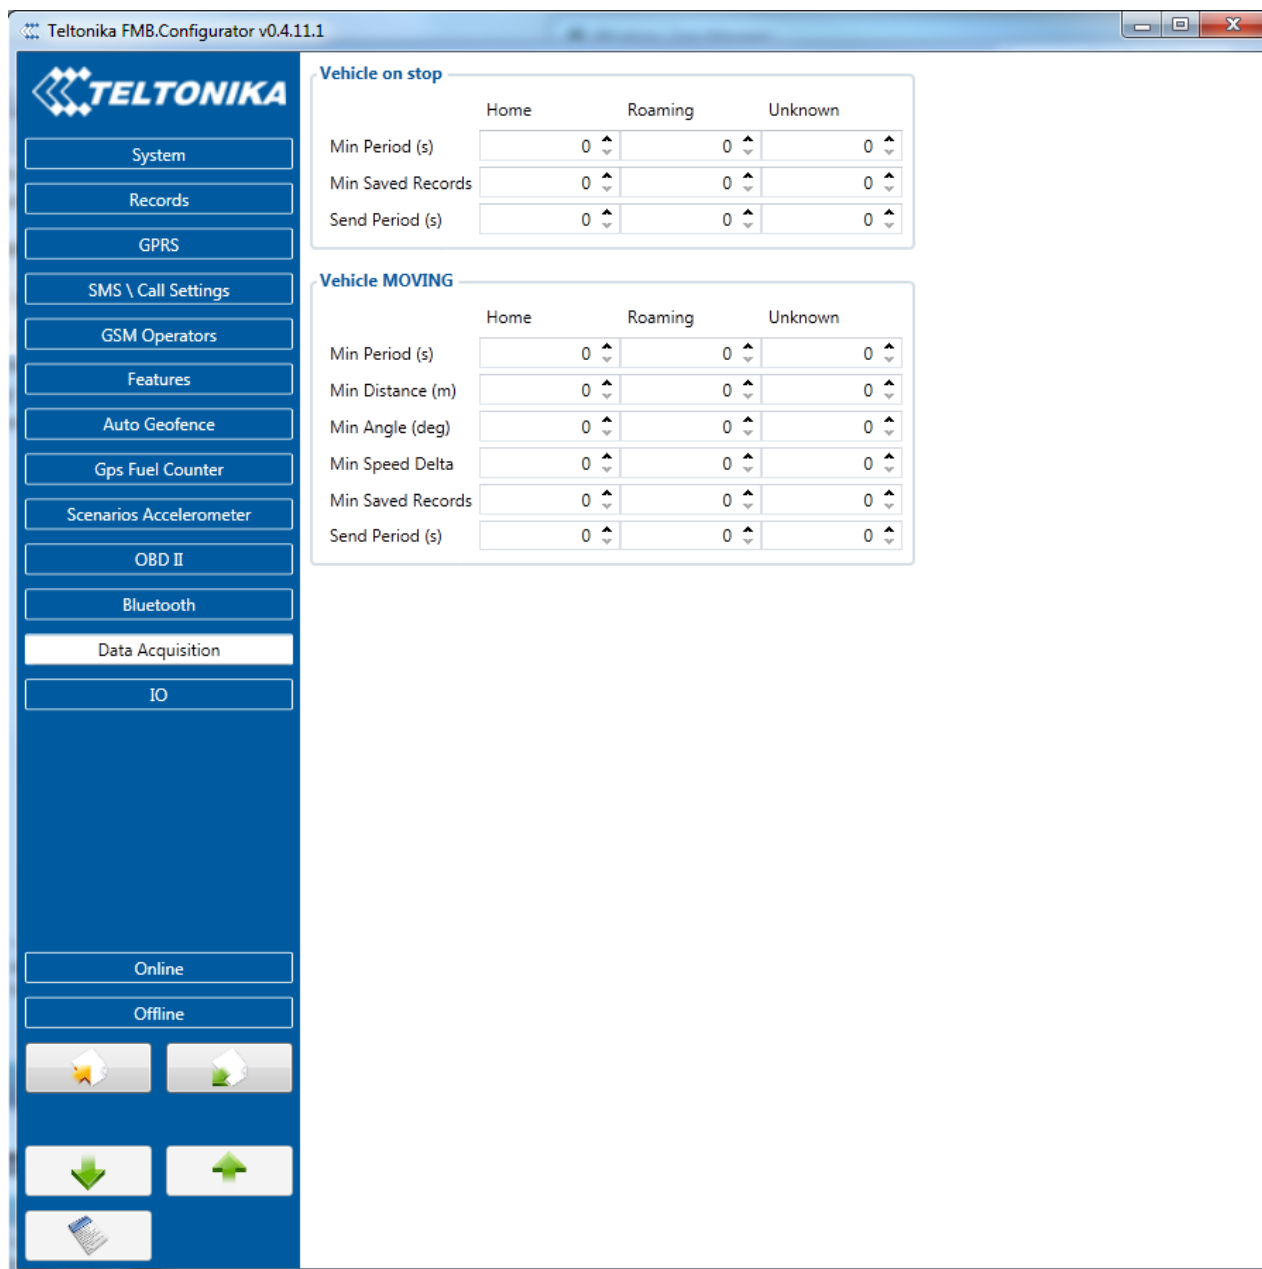 Teltonika FMB.Configurator v0.4.11.1
TELTONIKA
System
Records
GPRS
SMS \ Call Settings
GSM Operators
Features
Auto Geofence
Gps Fuel Counter
Scenarios Accelerometer
OBD II
Bluetooth
Data Acquisition
IO
Online
Offline
Vehicle on stop
Home Roaming Unknown
Min Period (s) 0 0 0
Min Saved Records 0 0 0
Send Period (s) 0 0 0
Vehicle MOVING
Home Roaming Unknown
Min Period (s) 0 0 0
Min Distance (m) 0 0 0
Min Angle (deg) 0 0 0
Min Speed Delta 0 0 0
Min Saved Records 0 0 0
Send Period (s) 0 0 0